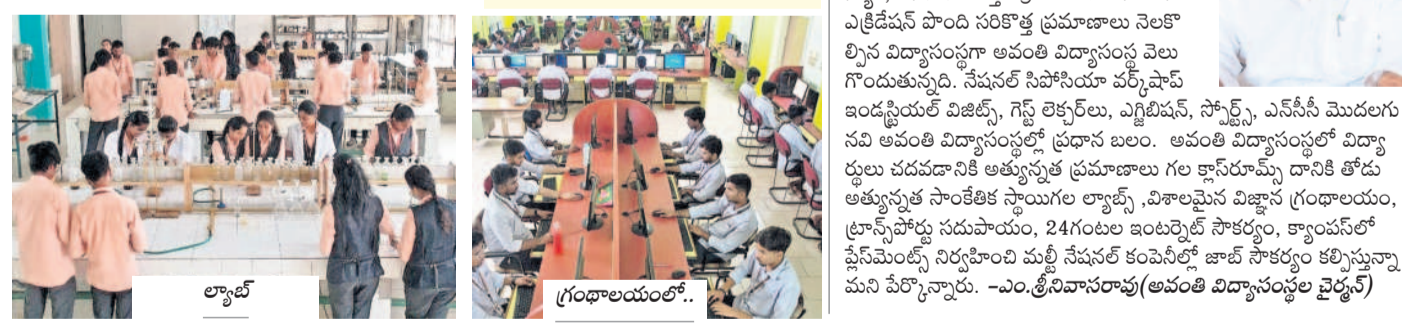 ల్యాబ్
గ్రంథాలయంలో..
ఎక్రిడేషన్ పొంది సరికొత్త ప్రమాణాలు నెలకొ
ల్పిన విద్యాసంస్థగా అవంతి విద్యాసంస్థ వెలు
గొందుతున్నది. నేషనల్ సిపోసియా వర్క్‌షాప్
ఇండస్ట్రియల్ విజిట్స్, గెస్ట్ లెక్చర్‌లు, ఎగ్జిబిషన్, స్పోర్ట్స్, ఎన్‌సీసీ మొదలగు
నవి అవంతి విద్యాసంస్థల్లో ప్రధాన బలం. అవంతి విద్యాసంస్థలో విద్యా
ర్థులు చదవడానికి అత్యున్నత ప్రమాణాలు గల క్లాస్‌రూమ్స్ దానికి తోడు
అత్యున్నత సాంకేతిక స్థాయిగల ల్యాబ్స్ ,విశాలమైన విజ్ఞాన గ్రంథాలయం,
ట్రాన్స్‌పోర్టు సదుపాయం, 24గంటల ఇంటర్నెట్ సౌకర్యం, క్యాంపస్‌లో
ప్లేస్‌మెంట్స్ నిర్వహించి మల్టీ నేషనల్ కంపెనీల్లో జాబ్ సౌకర్యం కల్పిస్తున్నా
మని పేర్కొన్నారు. –ఎం.శ్రీనివాసరావు(అవంతి విద్యాసంస్థల చైర్మన్)